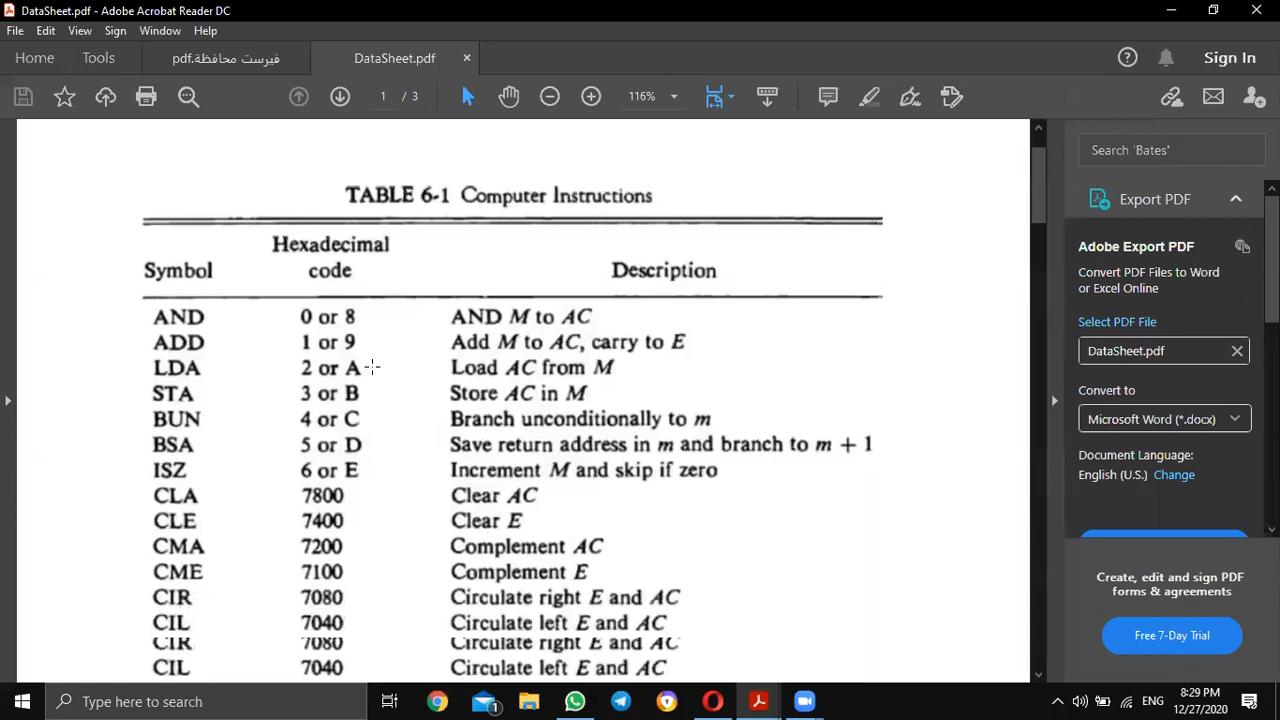 DataSheet.pdf - Adobe Acrobat Reader DC
File Edit View Sign Window Help
Home Tools فيرست محافظة.pdf DataSheet.pdf × Sign In
1 / 3 116%
TABLE 6-1 Computer Instructions
Symbol Hexadecimal code Description
AND 0 or 8 AND M to AC
ADD 1 or 9 Add M to AC, carry to E
LDA 2 or A Load AC from M
STA 3 or B Store AC in M
BUN 4 or C Branch unconditionally to m
BSA 5 or D Save return address in m and branch to m + 1
ISZ 6 or E Increment M and skip if zero
CLA 7800 Clear AC
CLE 7400 Clear E
CMA 7200 Complement AC
CME 7100 Complement E
CIR 7080 Circulate right E and AC
CIL 7040 Circulate left E and AC
CIR 7080 Circulate right E and AC
CIL 7040 Circulate left E and AC
Search 'Bates'
Export PDF
Adobe Export PDF
Convert PDF Files to Word
or Excel Online
Select PDF File
DataSheet.pdf ×
Convert to
Microsoft Word (*.docx)
Document Language:
English (U.S.) Change
Create, edit and sign PDF
forms & agreements
Free 7-Day Trial
Type here to search
1
ENG
8:29 PM
12/27/2020